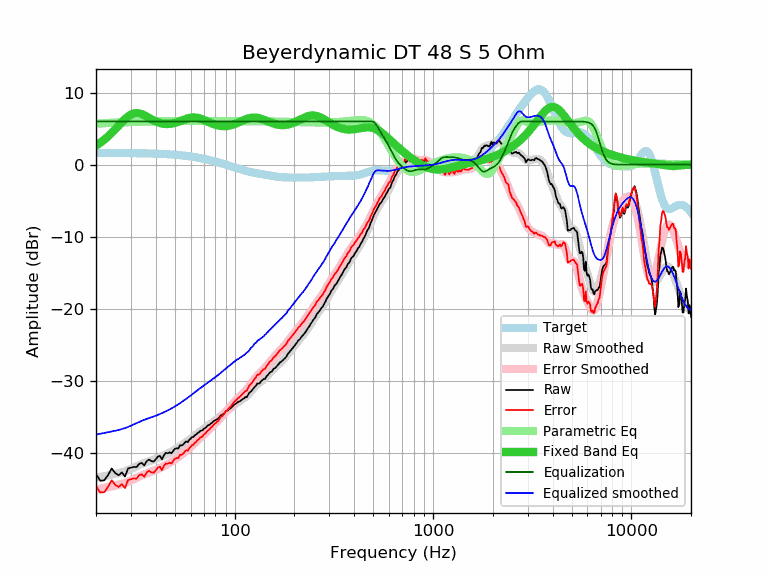 Beyerdynamic DT 48 S 5 Ohm
10
0
−10
−20
−30
−40
Amplitude (dBr)
100
1000
10000
Frequency (Hz)
Target
Raw Smoothed
Error Smoothed
Raw
Error
Parametric Eq
Fixed Band Eq
Equalization
Equalized smoothed